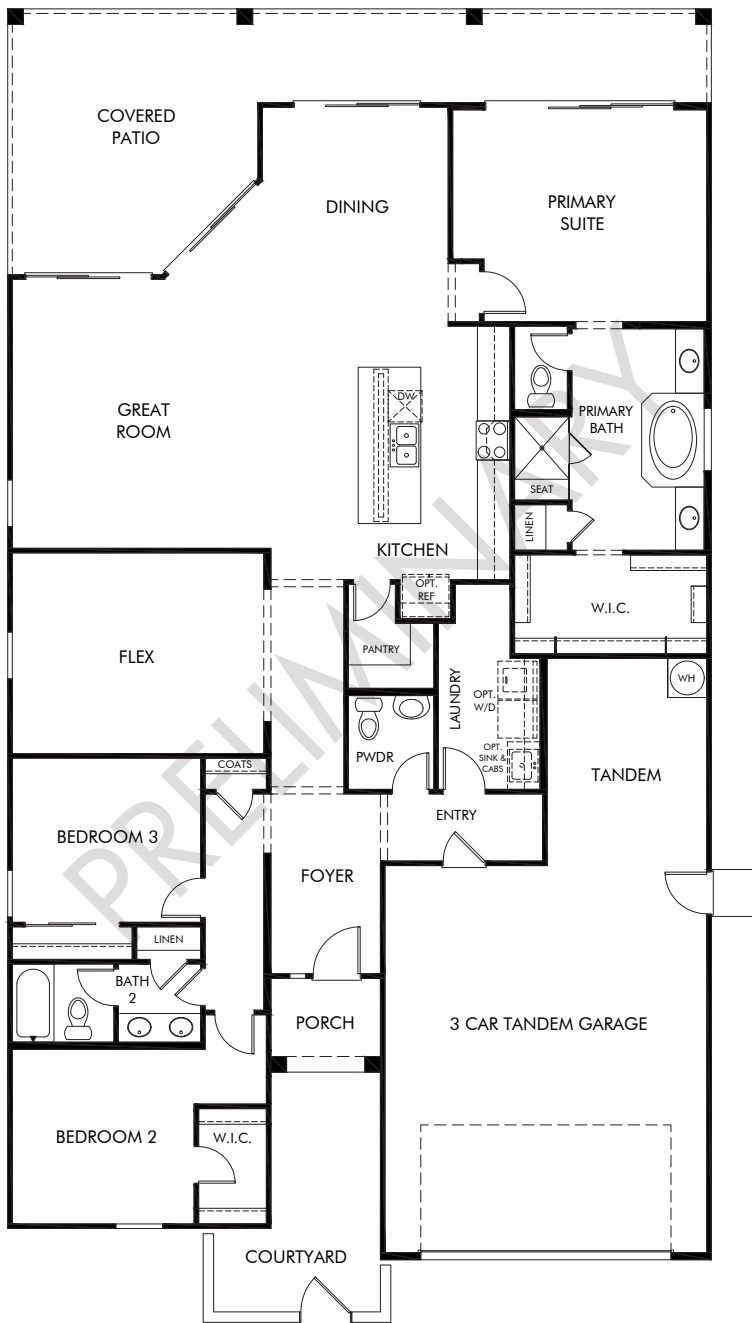 COVERED
PATIO
DINING
PRIMARY
SUITE
GREAT
ROOM
DW
PRIMARY
BATH
SEAT
LINEN
KITCHEN
OPT.
REF
W.I.C.
FLEX
PANTRY
LAUNDRY
OPT.
W/D
WH
PWDR
OPT.
SINK &
CABS
TANDEM
COATS
BEDROOM 3
ENTRY
FOYER
LINEN
BATH
2
PORCH
3 CAR TANDEM GARAGE
BEDROOM 2
W.I.C.
COURTYARD
PRELIMINARY